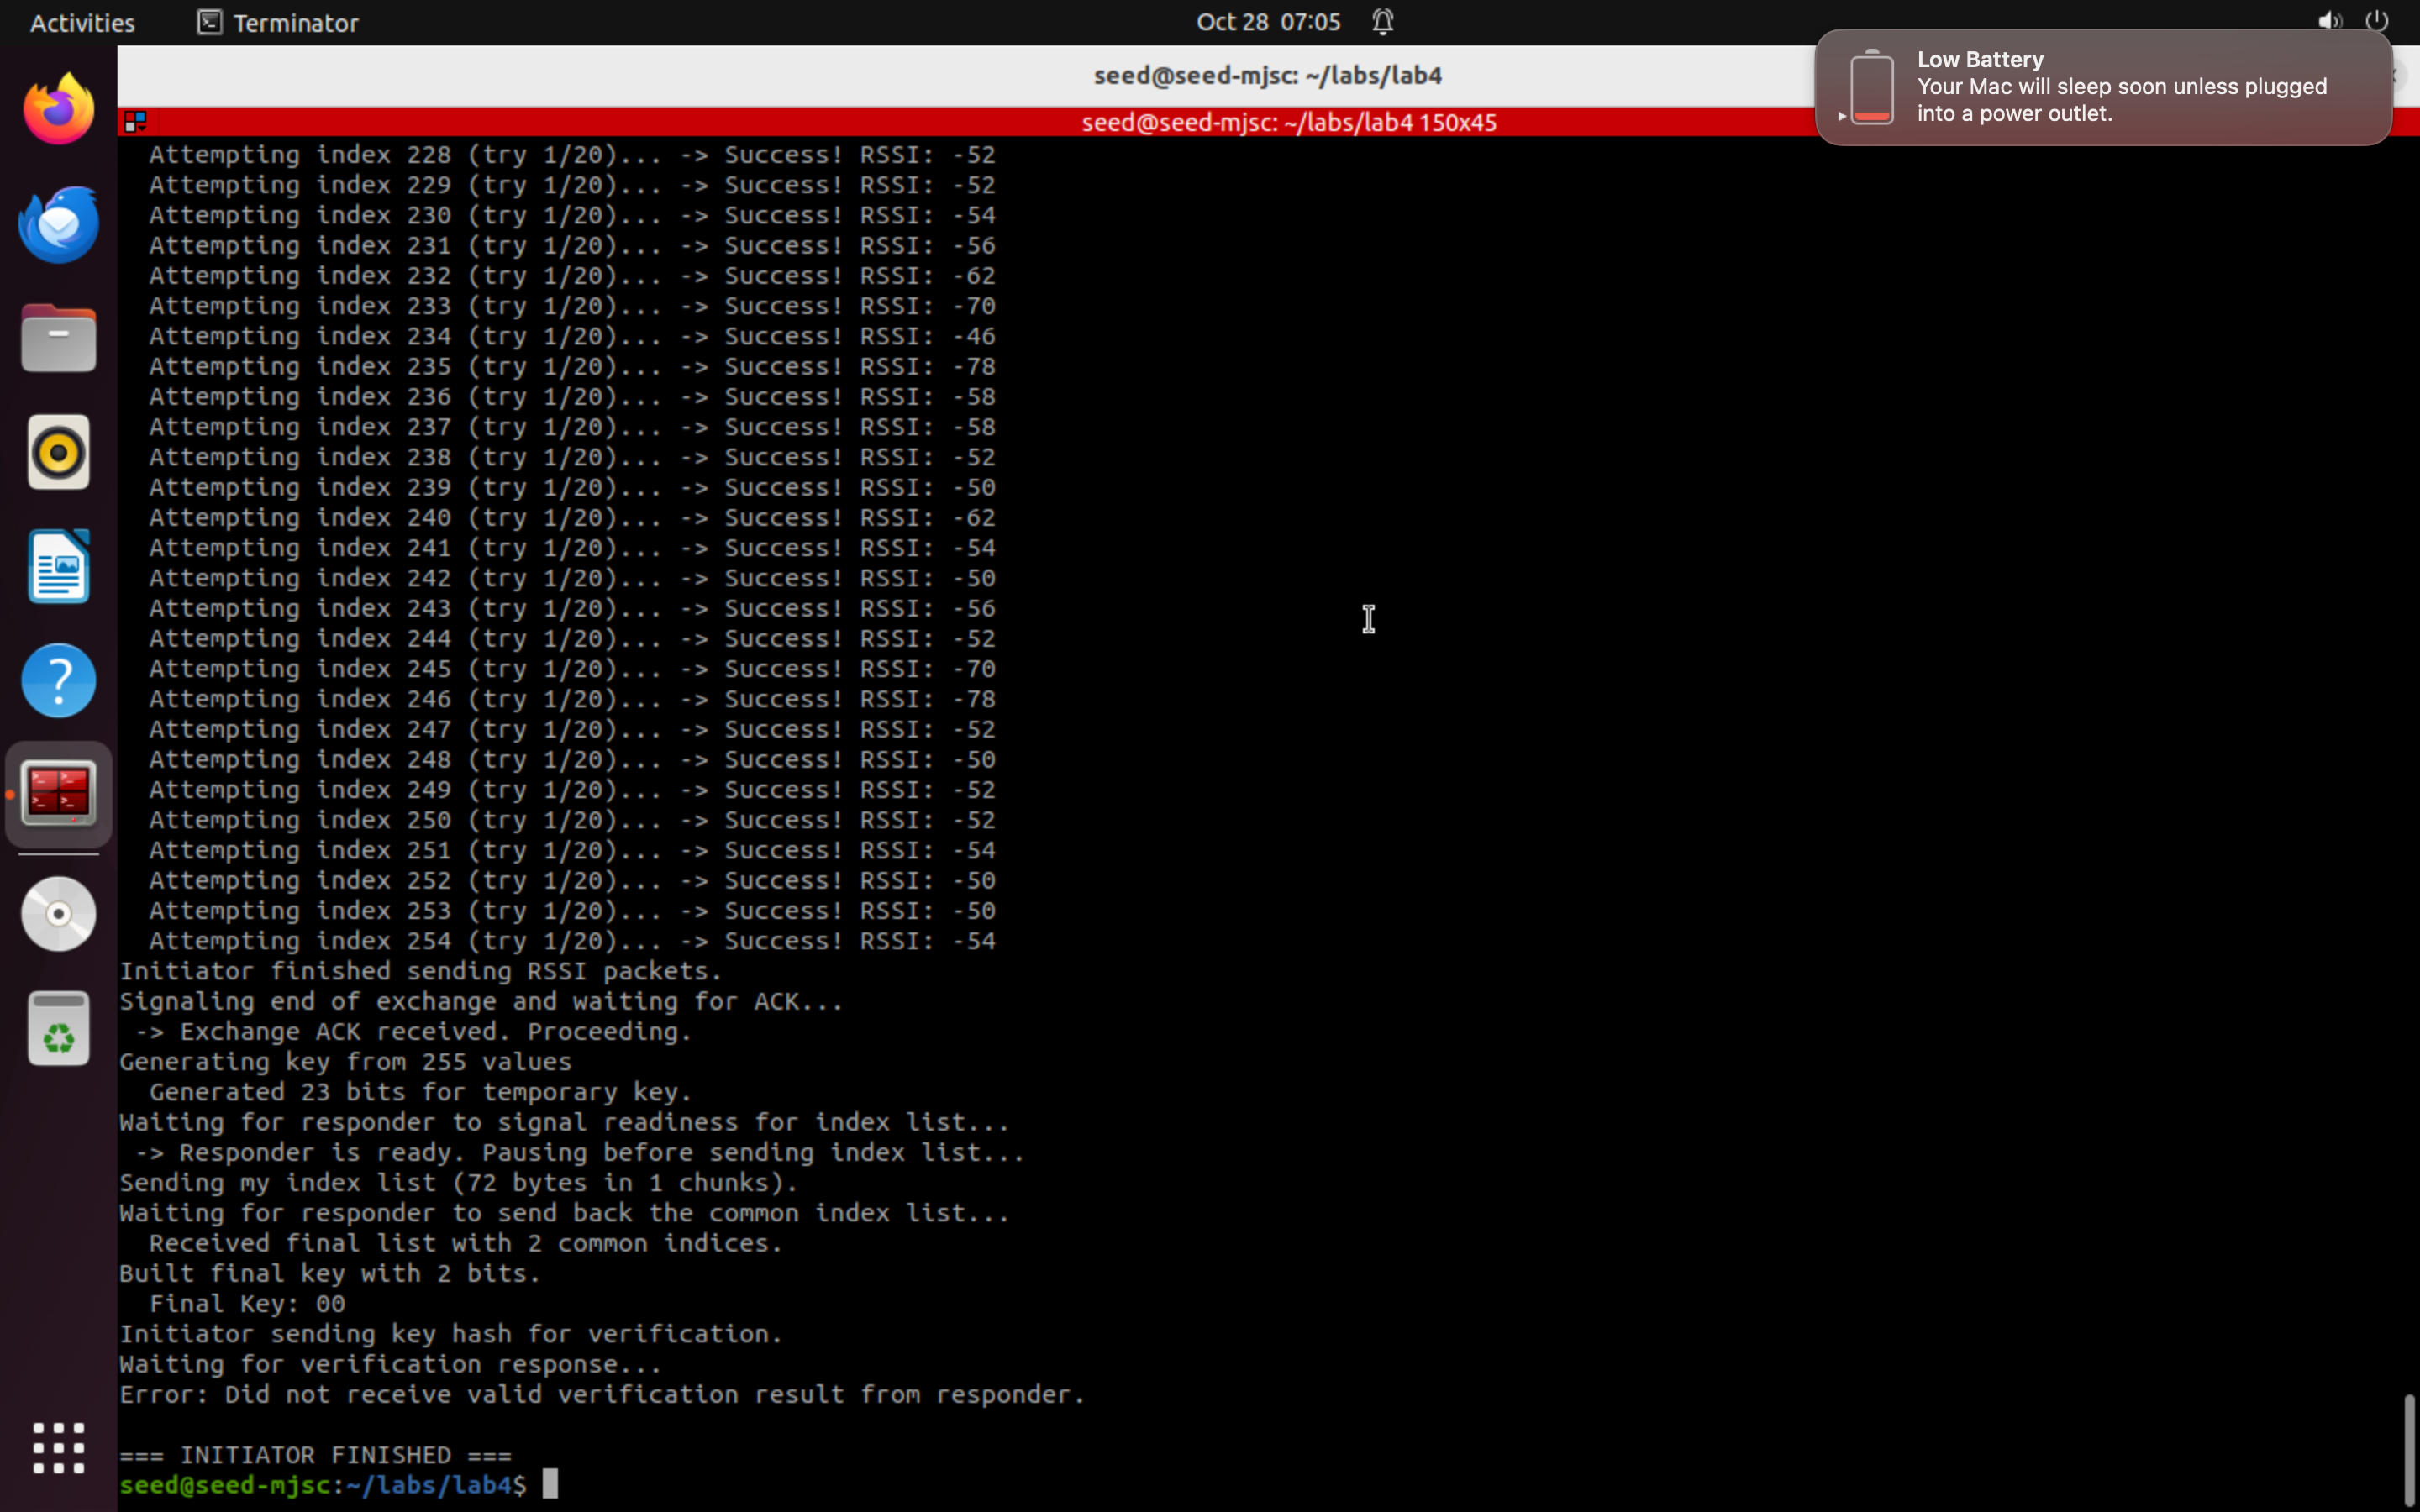 Activities
Terminator
Oct 28 07:05
Low Battery
Your Mac will sleep soon unless plugged
into a power outlet.
seed@seed-mjsc: ~/labs/lab4
seed@seed-mjsc: ~/labs/lab4 150x45
Attempting index 228 (try 1/20)... -> Success! RSSI: -52
Attempting index 229 (try 1/20)... -> Success! RSSI: -52
Attempting index 230 (try 1/20)... -> Success! RSSI: -54
Attempting index 231 (try 1/20)... -> Success! RSSI: -56
Attempting index 232 (try 1/20)... -> Success! RSSI: -62
Attempting index 233 (try 1/20)... -> Success! RSSI: -70
Attempting index 234 (try 1/20)... -> Success! RSSI: -46
Attempting index 235 (try 1/20)... -> Success! RSSI: -78
Attempting index 236 (try 1/20)... -> Success! RSSI: -58
Attempting index 237 (try 1/20)... -> Success! RSSI: -58
Attempting index 238 (try 1/20)... -> Success! RSSI: -52
Attempting index 239 (try 1/20)... -> Success! RSSI: -50
Attempting index 240 (try 1/20)... -> Success! RSSI: -62
Attempting index 241 (try 1/20)... -> Success! RSSI: -54
Attempting index 242 (try 1/20)... -> Success! RSSI: -50
Attempting index 243 (try 1/20)... -> Success! RSSI: -56
Attempting index 244 (try 1/20)... -> Success! RSSI: -52
Attempting index 245 (try 1/20)... -> Success! RSSI: -70
Attempting index 246 (try 1/20)... -> Success! RSSI: -78
Attempting index 247 (try 1/20)... -> Success! RSSI: -52
Attempting index 248 (try 1/20)... -> Success! RSSI: -50
Attempting index 249 (try 1/20)... -> Success! RSSI: -52
Attempting index 250 (try 1/20)... -> Success! RSSI: -52
Attempting index 251 (try 1/20)... -> Success! RSSI: -54
Attempting index 252 (try 1/20)... -> Success! RSSI: -50
Attempting index 253 (try 1/20)... -> Success! RSSI: -50
Attempting index 254 (try 1/20)... -> Success! RSSI: -54
Initiator finished sending RSSI packets.
Signaling end of exchange and waiting for ACK...
-> Exchange ACK received. Proceeding.
Generating key from 255 values
Generated 23 bits for temporary key.
Waiting for responder to signal readiness for index list...
-> Responder is ready. Pausing before sending index list...
Sending my index list (72 bytes in 1 chunks).
Waiting for responder to send back the common index list...
Received final list with 2 common indices.
Built final key with 2 bits.
Final Key: 00
Initiator sending key hash for verification.
Waiting for verification response...
Error: Did not receive valid verification result from responder.
=== INITIATOR FINISHED ===
seed@seed-mjsc:~/labs/lab4$